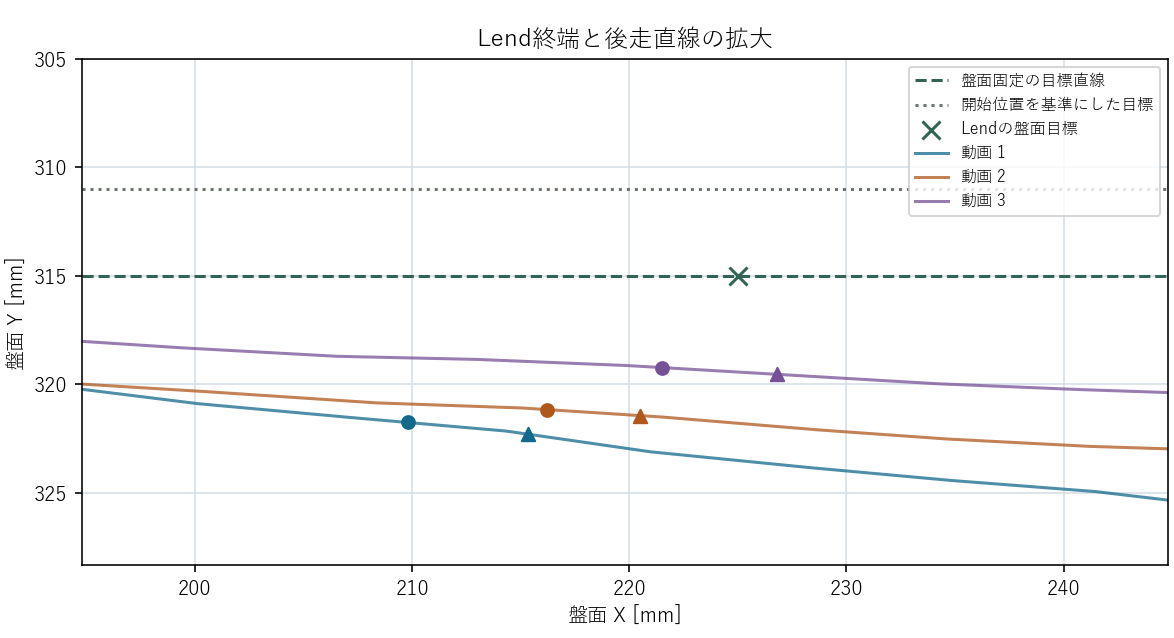 Lend終端と後走直線の拡大
305
310
315
320
325
盤面 Y [mm]
盤面固定の目標直線
開始位置を基準にした目標
Lendの盤面目標
動画 1
動画 2
動画 3
200
210
220
230
240
盤面 X [mm]